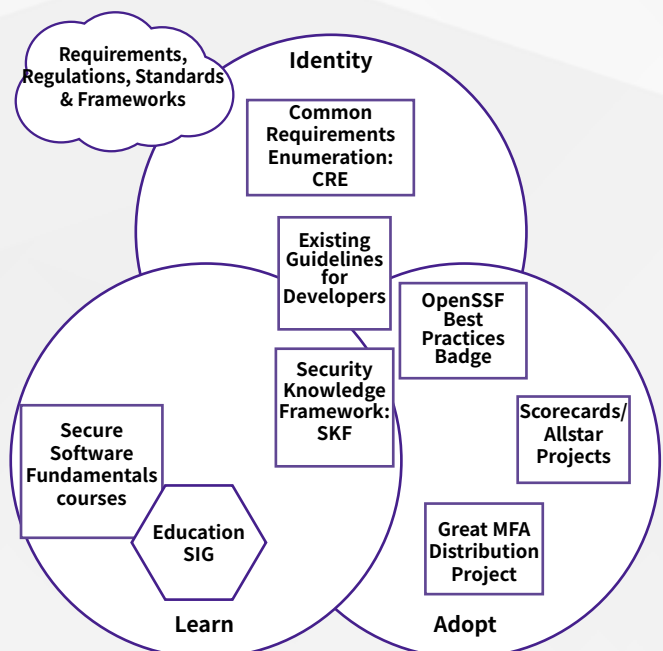 Requirements,
Regulations, Standards
& Frameworks
Identity
Common
Requirements
Enumeration:
CRE
Existing
Guidelines
for
Developers
OpenSSF
Best
Practices
Badge
Security
Knowledge
Framework:
SKF
Scorecards/
Allstar
Projects
Secure
Software
Fundamentals
courses
Education
SIG
Great MFA
Distribution
Project
Learn
Adopt